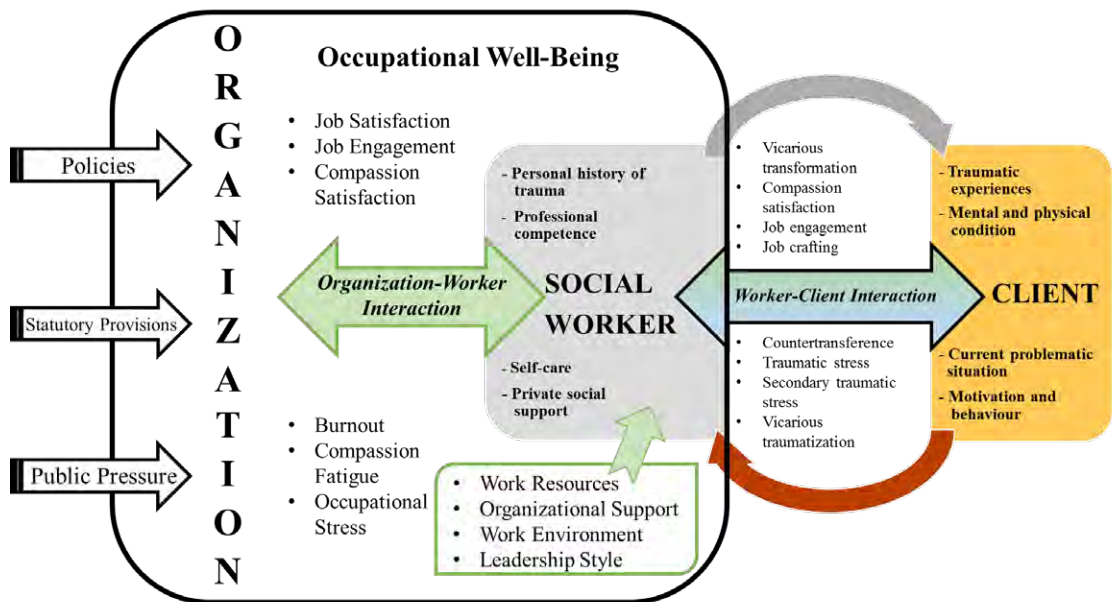 Occupational Well-Being
O
R
G
A
N
I
Z
A
T
I
O
N
Policies
Statutory Provisions
Public Pressure
• Job Satisfaction
• Job Engagement
• Compassion
Satisfaction
Organization-Worker
Interaction
• Burnout
• Compassion
Fatigue
• Occupational
Stress
- Personal history of
trauma
- Professional
competence
SOCIAL
WORKER
- Self-care
- Private social
support
• Work Resources
• Organizational Support
• Work Environment
• Leadership Style
• Vicarious
transformation
• Compassion
satisfaction
• Job engagement
• Job crafting
Worker-Client Interaction
• Countertransference
• Traumatic stress
• Secondary traumatic
stress
• Vicarious
traumatization
- Traumatic
experiences
- Mental and physical
condition
CLIENT
- Current problematic
situation
- Motivation and
behaviour